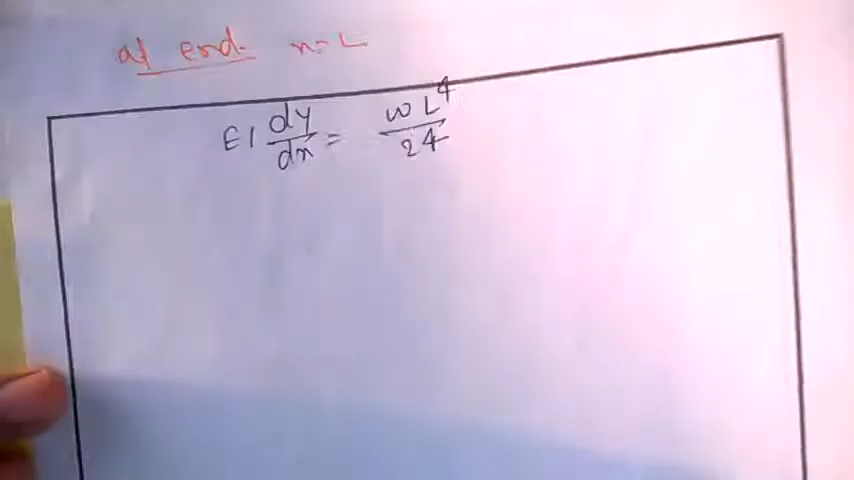 at end. x=L
EI dy/dx = wL⁴/24